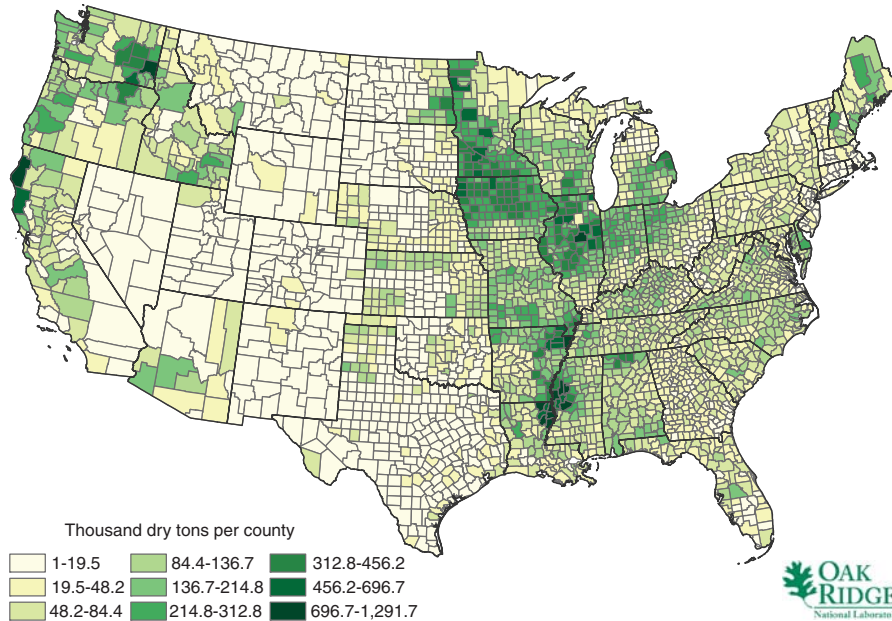 Thousand dry tons per county
1-19.5
84.4-136.7
312.8-456.2
19.5-48.2
136.7-214.8
456.2-696.7
48.2-84.4
214.8-312.8
696.7-1,291.7
OAK
RIDGE
National Laborato